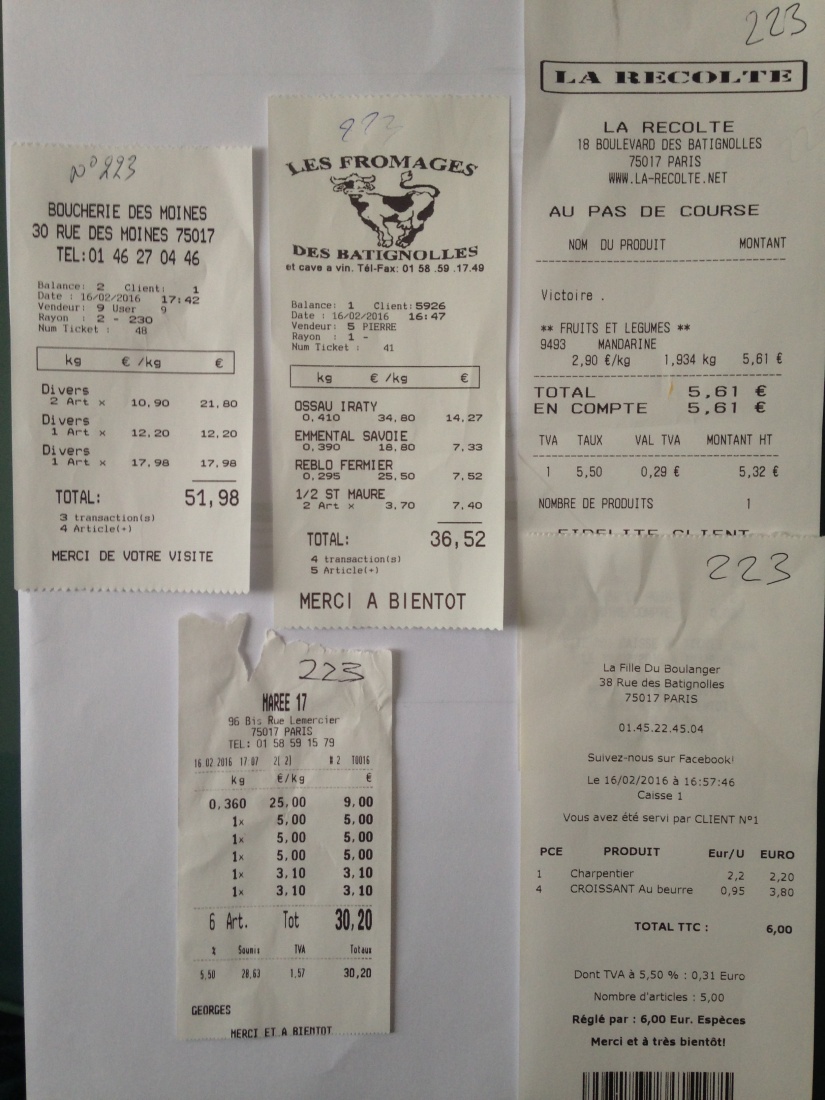 N° 223
BOUCHERIE DES MOINES
30 RUE DES MOINES 75017
TEL:01 46 27 04 46
Balance: 2 Client: 1
Date : 16/02/2016 17:42
Vendeur: 9 User 9
Rayon : 2 - 230
Num Ticket : 48
kg € /kg €
Divers
2 Art x 10,90 21,80
Divers
1 Art x 12,20 12,20
Divers
1 Art x 17,98 17,98
TOTAL: 51,98
3 transaction(s)
4 Article(+)
MERCI DE VOTRE VISITE
223
LES FROMAGES
DES BATIGNOLLES
et cave a vin. Tél-Fax: 01 58 .59 .17.49
Balance: 1 Client:5926
Date : 16/02/2016 16:47
Vendeur: 5 PIERRE
Rayon : 1 -
Num Ticket : 41
kg € /kg €
OSSAU IRATY
0,410 34,80 14,27
EMMENTAL SAVOIE
0,390 18,80 7,33
REBLO FERMIER
0,295 25,50 7,52
1/2 ST MAURE
2 Art x 3,70 7,40
TOTAL: 36,52
4 transaction(s)
5 Article(+)
MERCI A BIENTOT
223
LA RECOLTE
LA RECOLTE
18 BOULEVARD DES BATIGNOLLES
75017 PARIS
WWW.LA-RECOLTE.NET
AU PAS DE COURSE
NOM DU PRODUIT MONTANT
Victoire .
** FRUITS ET LEGUMES **
9493 MANDARINE
2,90 €/kg 1,934 kg 5,61 €
TOTAL 5,61 €
EN COMPTE 5,61 €
TVA TAUX VAL TVA MONTANT HT
1 5,50 0,29 € 5,32 €
NOMBRE DE PRODUITS 1
FIDELITE CLIENT
223
MAREE 17
96 Bis Rue Lemercier
75017 PARIS
TEL: 01 58 59 15 79
16 02 2016 17 07 2[ 2] # 2 T0016
kg €/kg €
0,360 25,00 9,00
1x 5,00 5,00
1x 5,00 5,00
1x 5,00 5,00
1x 3,10 3,10
1x 3,10 3,10
6 Art. Tot 30,20
% Soumis TVA Totaux
5,50 28,63 1,57 30,20
GEORGES
MERCI ET A BIENTOT
223
La Fille Du Boulanger
38 Rue des Batignolles
75017 PARIS
01.45.22.45.04
Suivez-nous sur Facebook!
Le 16/02/2016 à 16:57:46
Caisse 1
Vous avez été servi par CLIENT N°1
PCE PRODUIT Eur/U EURO
1 Charpentier 2,2 2,20
4 CROISSANT Au beurre 0,95 3,80
TOTAL TTC : 6,00
Dont TVA à 5,50 % : 0,31 Euro
Nombre d'articles : 5,00
Réglé par : 6,00 Eur. Espèces
Merci et à très bientôt!